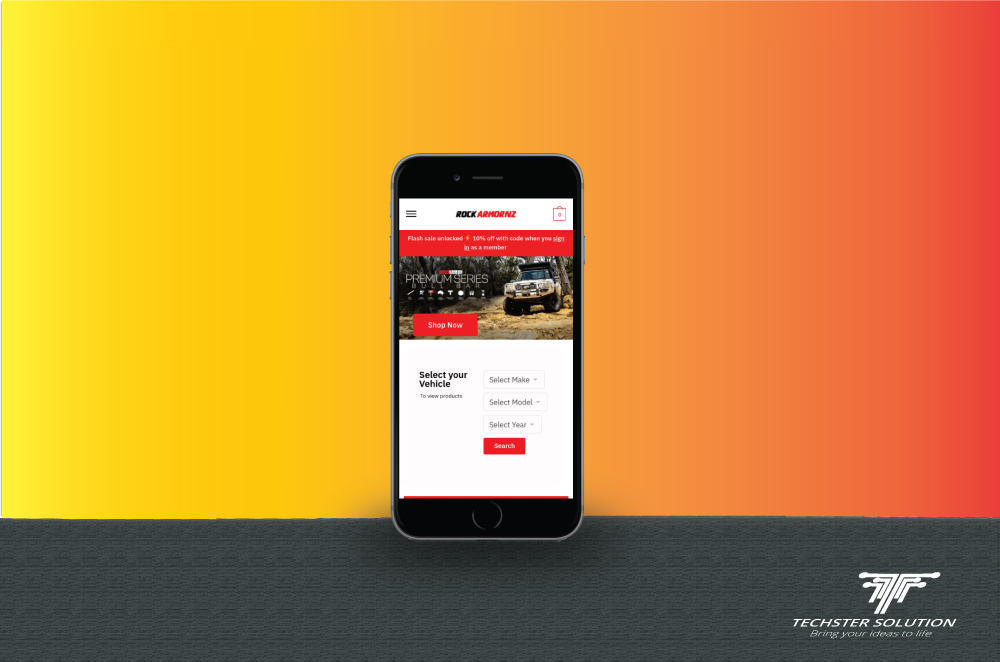 ROCK ARMORNZ
0
Flash sale unlocked ⚡ 10% off with code when you sign
in as a member
PREMIUM SERIES
BULL BAR
Shop Now
Select your
Vehicle
To view products
Select Make
Select Model
Select Year
Search
TECHSTER SOLUTION
Bring your ideas to life